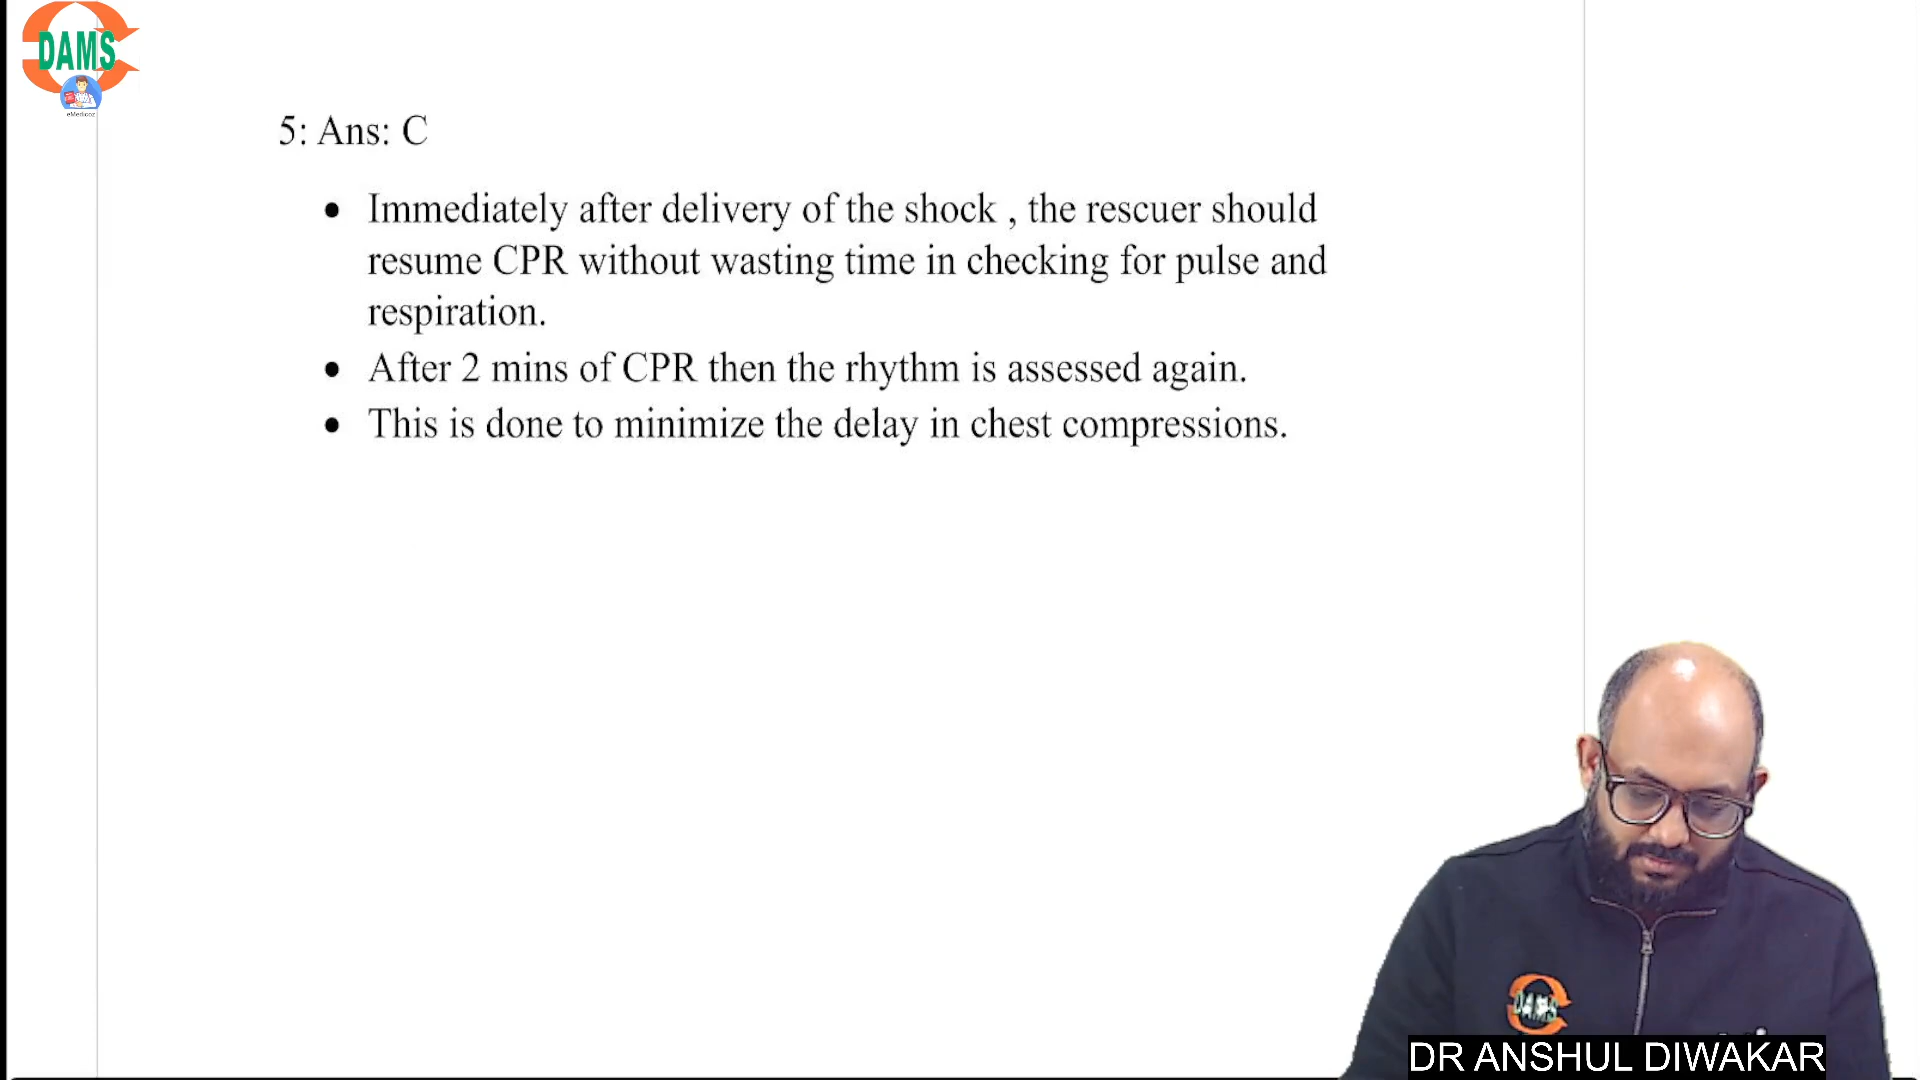 DAMS
eMedicoz
5: Ans: C
• Immediately after delivery of the shock , the rescuer should
resume CPR without wasting time in checking for pulse and
respiration.
• After 2 mins of CPR then the rhythm is assessed again.
• This is done to minimize the delay in chest compressions.
DAMS
DR ANSHUL DIWAKAR